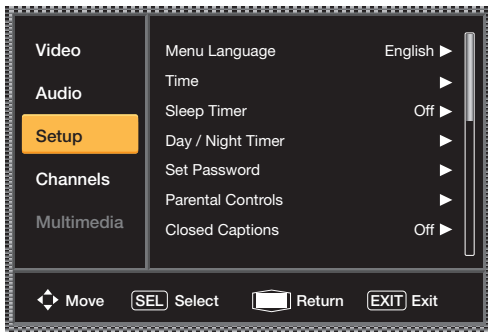 Video
Audio
Setup
Channels
Multimedia
Menu Language English
Time
Sleep Timer Off
Day / Night Timer
Set Password
Parental Controls
Closed Captions Off
Move SEL Select Return EXIT Exit